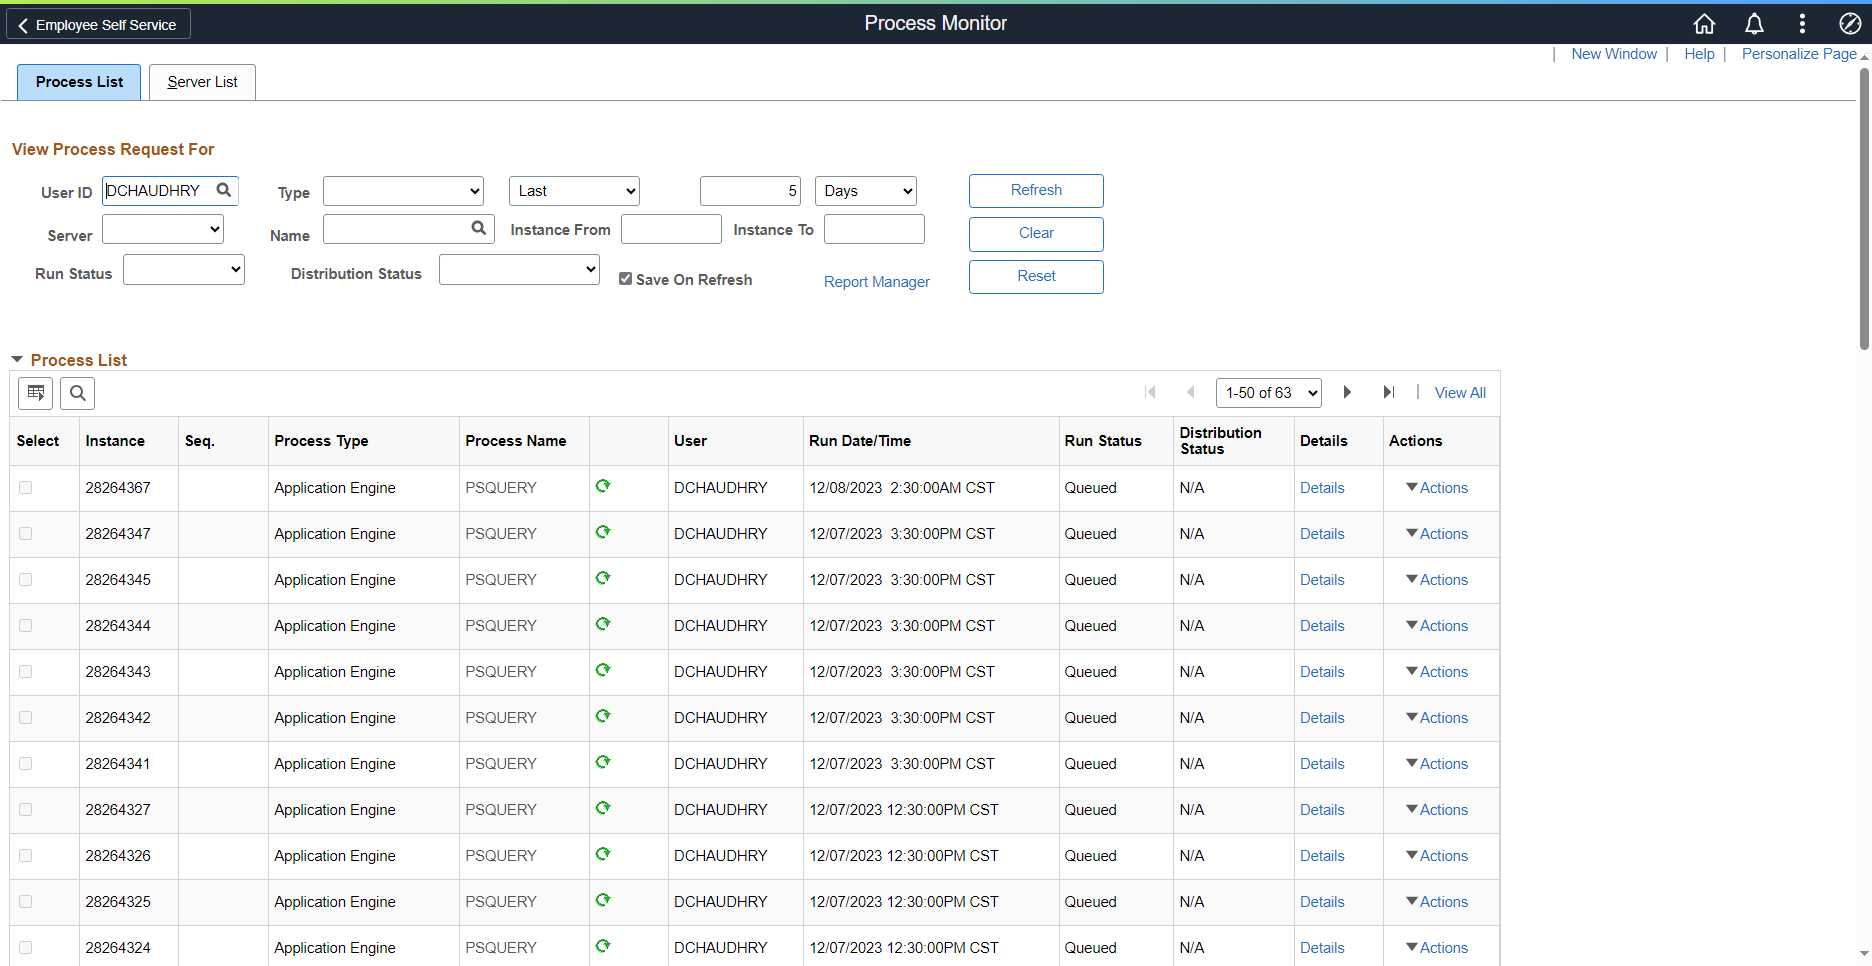 Employee Self Service
Process Monitor
New Window | Help | Personalize Page
Process List
Server List
View Process Request For
User ID DCHAUDHRY Type Last 5 Days Refresh
Server Name Instance From Instance To Clear
Run Status Distribution Status Save On Refresh Report Manager Reset
Process List
1-50 of 63 | View All
Select Instance Seq. Process Type Process Name User Run Date/Time Run Status Distribution Status Details Actions
28264367 Application Engine PSQUERY DCHAUDHRY 12/08/2023 2:30:00AM CST Queued N/A Details Actions
28264347 Application Engine PSQUERY DCHAUDHRY 12/07/2023 3:30:00PM CST Queued N/A Details Actions
28264345 Application Engine PSQUERY DCHAUDHRY 12/07/2023 3:30:00PM CST Queued N/A Details Actions
28264344 Application Engine PSQUERY DCHAUDHRY 12/07/2023 3:30:00PM CST Queued N/A Details Actions
28264343 Application Engine PSQUERY DCHAUDHRY 12/07/2023 3:30:00PM CST Queued N/A Details Actions
28264342 Application Engine PSQUERY DCHAUDHRY 12/07/2023 3:30:00PM CST Queued N/A Details Actions
28264341 Application Engine PSQUERY DCHAUDHRY 12/07/2023 3:30:00PM CST Queued N/A Details Actions
28264327 Application Engine PSQUERY DCHAUDHRY 12/07/2023 12:30:00PM CST Queued N/A Details Actions
28264326 Application Engine PSQUERY DCHAUDHRY 12/07/2023 12:30:00PM CST Queued N/A Details Actions
28264325 Application Engine PSQUERY DCHAUDHRY 12/07/2023 12:30:00PM CST Queued N/A Details Actions
28264324 Application Engine PSQUERY DCHAUDHRY 12/07/2023 12:30:00PM CST Queued N/A Details Actions